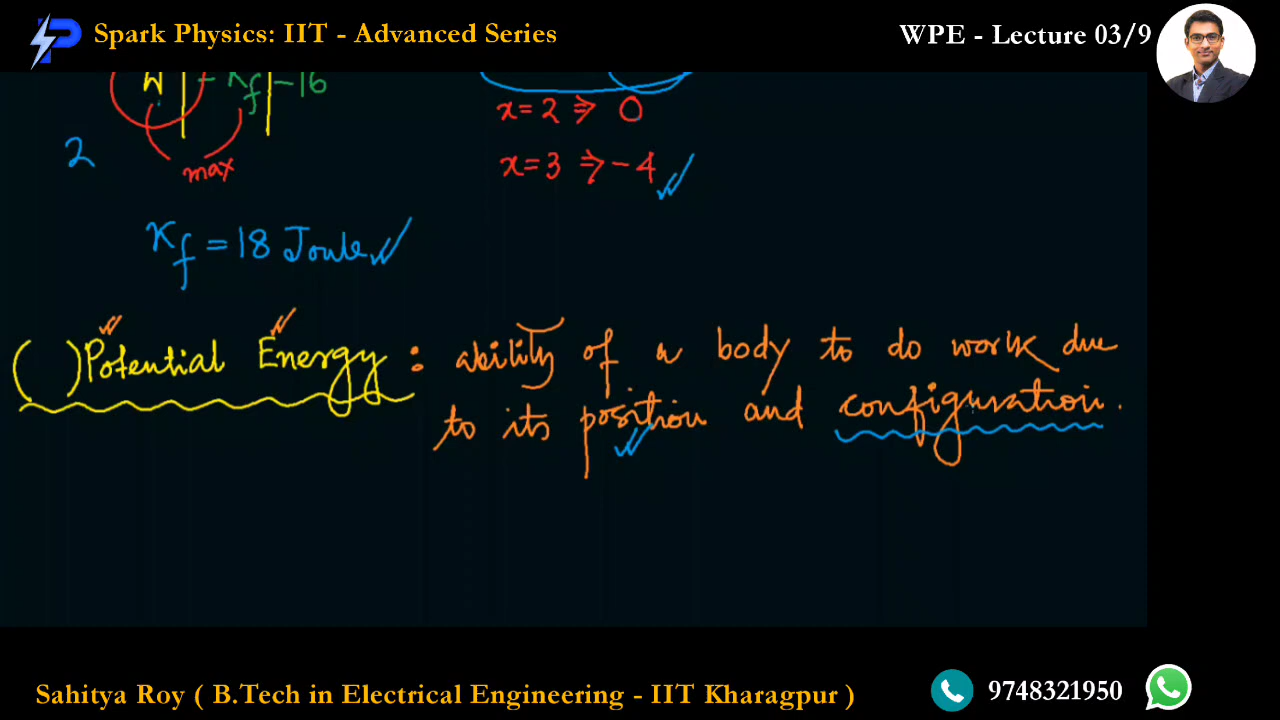 Spark Physics: IIT - Advanced Series
WPE - Lecture 03/9
W = Kf - 16
x = 2 ⇒ 0
2
max
x = 3 ⇒ - 4
Kf = 18 Joule
( ) Potential Energy : ability of a body to do work due
to its position and configuration.
Sahitya Roy ( B.Tech in Electrical Engineering - IIT Kharagpur )
9748321950